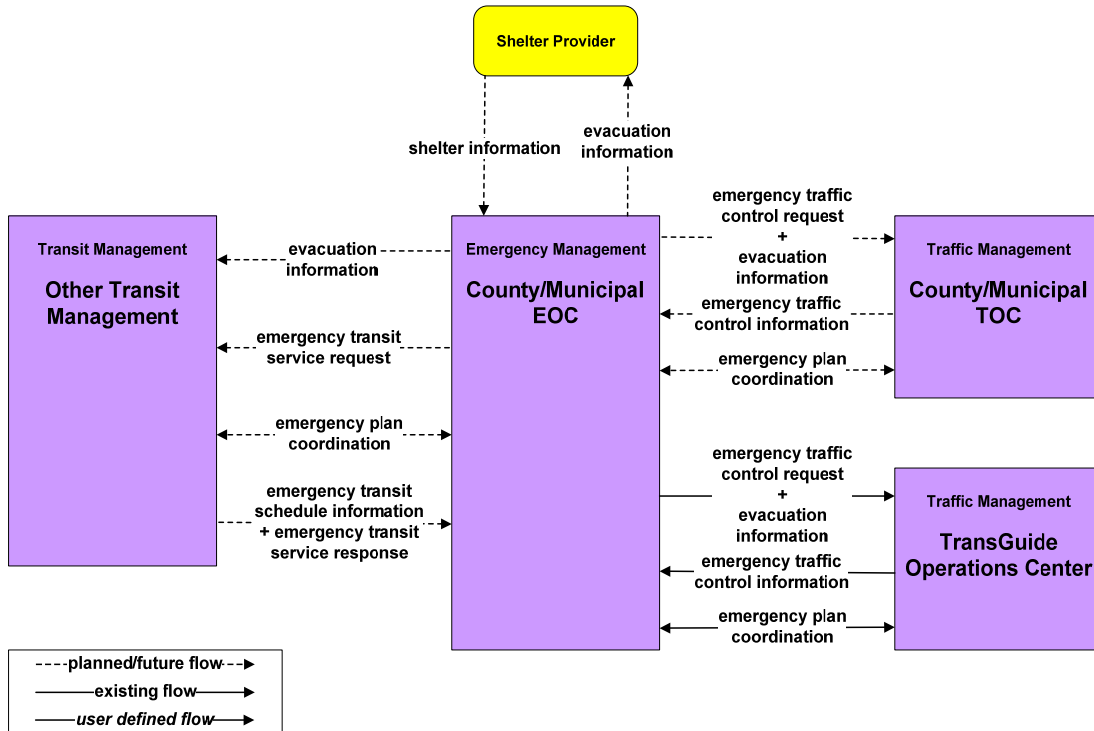 Shelter Provider
shelter information
evacuation
information
Transit Management
Other Transit
Management
evacuation
information
emergency transit
service request
emergency plan
coordination
emergency transit
schedule information
+ emergency transit
service response
Emergency Management
County/Municipal
EOC
emergency traffic
control request
+
evacuation
information
emergency traffic
control information
emergency plan
coordination
Traffic Management
County/Municipal
TOC
emergency traffic
control request
+
evacuation
information
emergency traffic
control information
emergency plan
coordination
Traffic Management
TransGuide
Operations Center
planned/future flow
existing flow
user defined flow